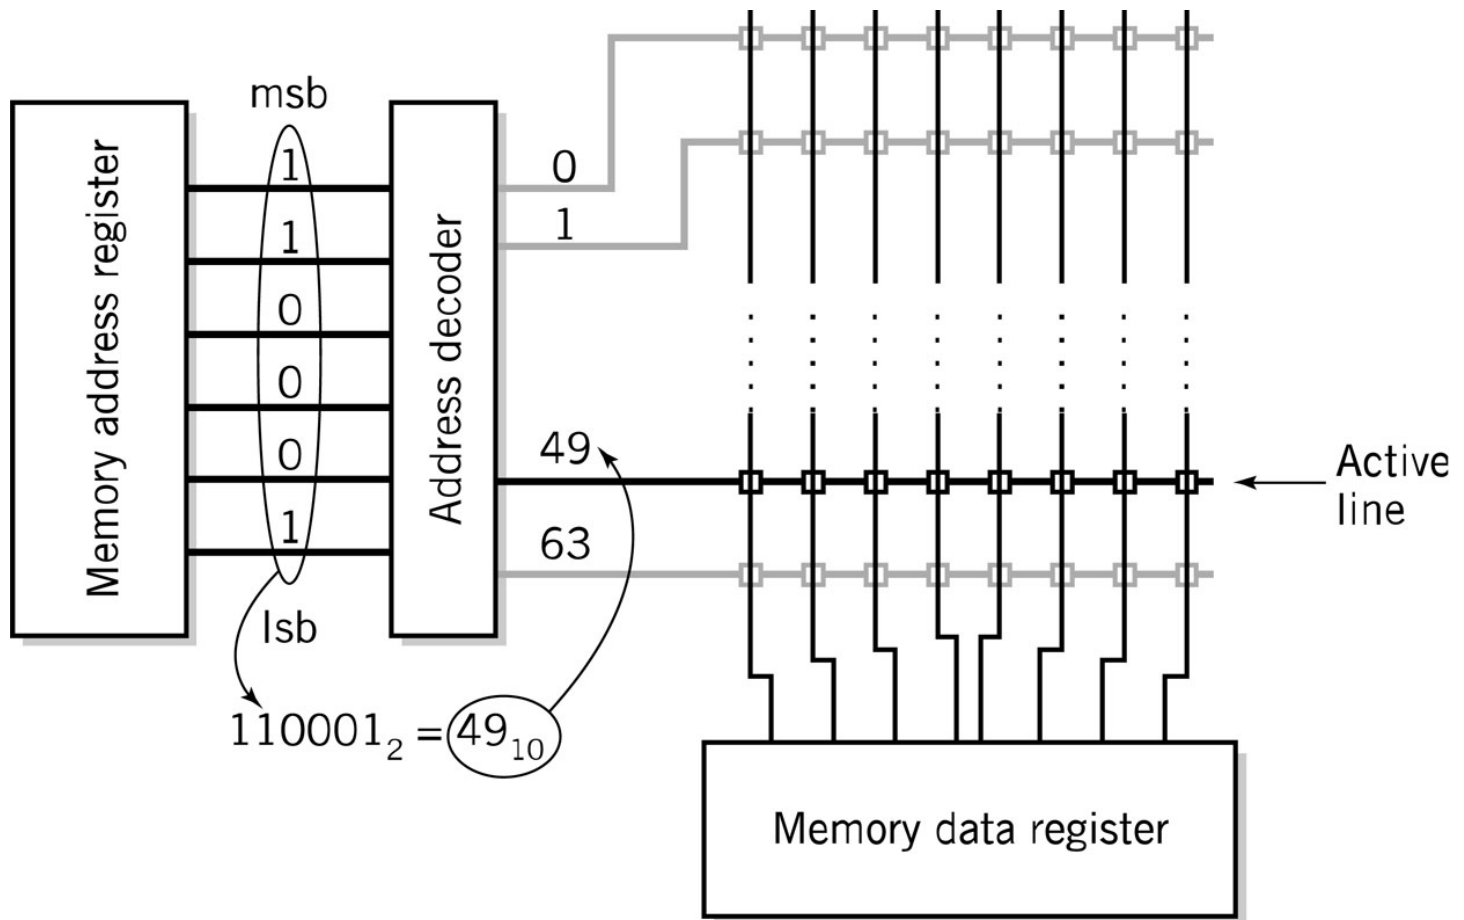 msb
Memory address register
1
1
0
0
0
1
lsb
Address decoder
0
1
49
63
Active
line
110001₂ = 49₁₀
Memory data register